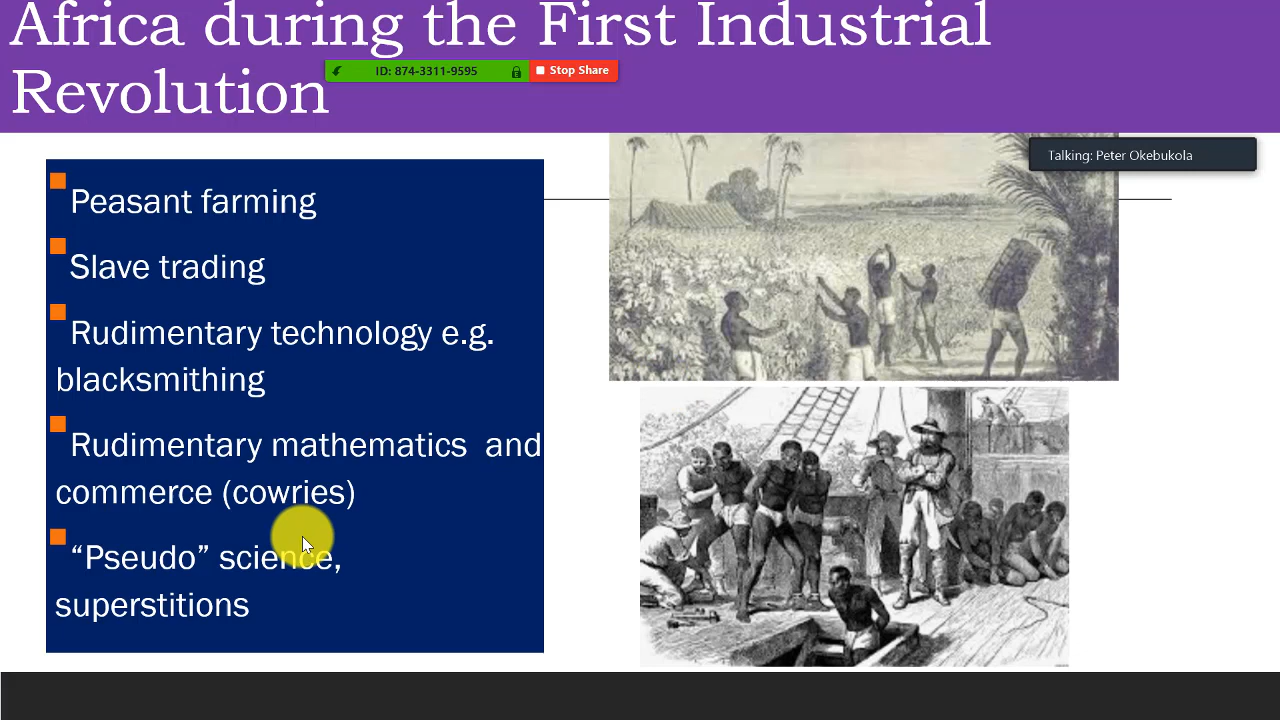 Africa during the First Industrial
Revolution
ID: 874-3311-9595
Stop Share
Talking: Peter Okebukola
Peasant farming
Slave trading
Rudimentary technology e.g.
blacksmithing
Rudimentary mathematics and
commerce (cowries)
“Pseudo” science,
superstitions